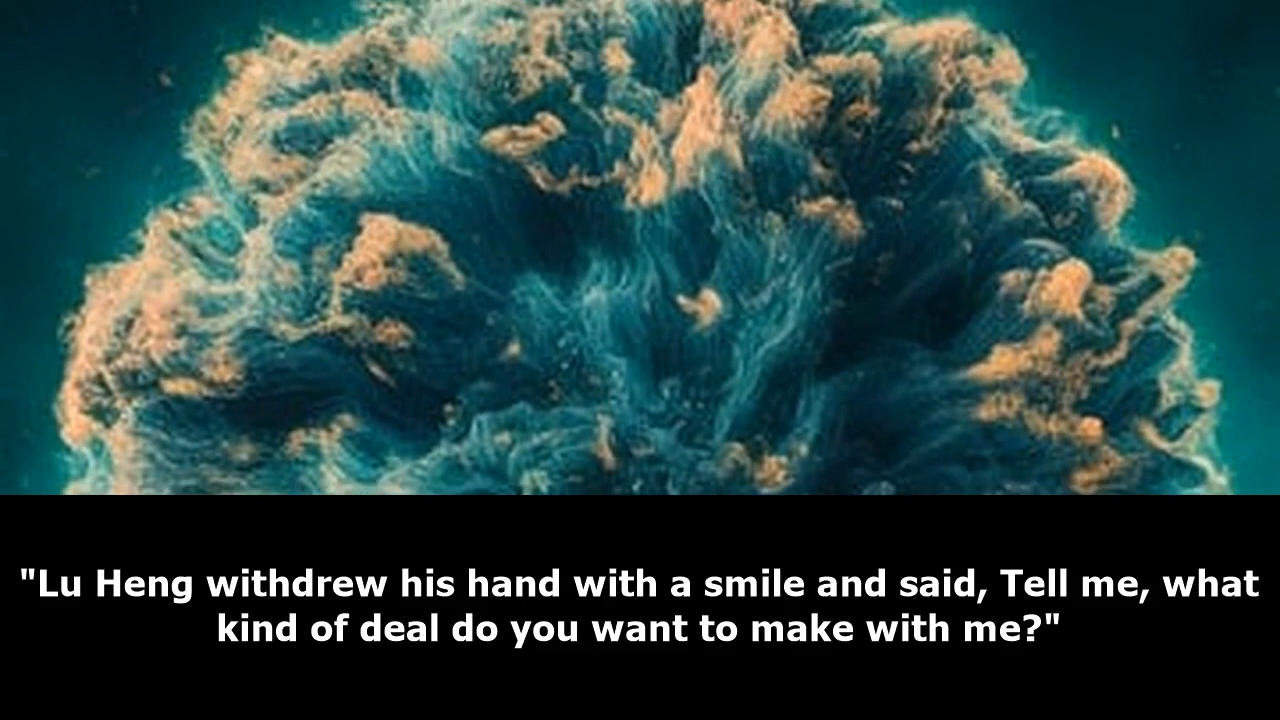 "Lu Heng withdrew his hand with a smile and said, Tell me, what
kind of deal do you want to make with me?"